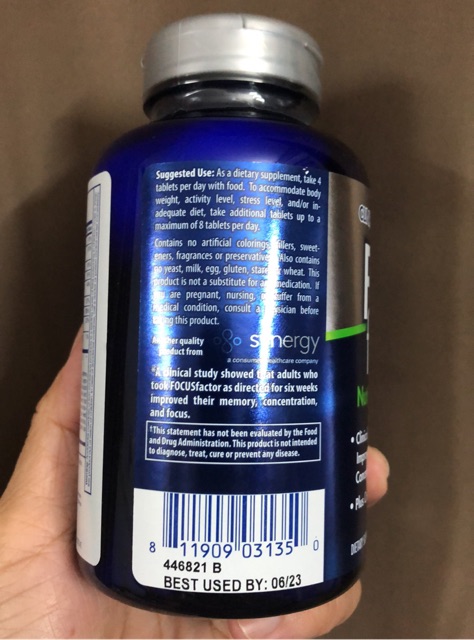 Suggested Use: As a dietary supplement, take 4
tablets per day with food. To accommodate body
weight, activity level, stress level, and/or in-
adequate diet, take additional tablets up to a
maximum of 8 tablets per day.
Contains no artificial colorings, fillers, sweet-
eners, fragrances or preservatives. Also contains
no yeast, milk, egg, gluten, starch or wheat. This
product is not a substitute for medication. If
you are pregnant, nursing, suffer from a
medical condition, consult a physician before
using this product.
Another quality
product from
synergy
a consumer healthcare company
*A clinical study showed that adults who
took FOCUSfactor as directed for six weeks
improved their memory, concentration,
and focus.
†This statement has not been evaluated by the Food
and Drug Administration. This product is not intended
to diagnose, treat, cure or prevent any disease.
8 11909 03135 0
446821 B
BEST USED BY: 06/23